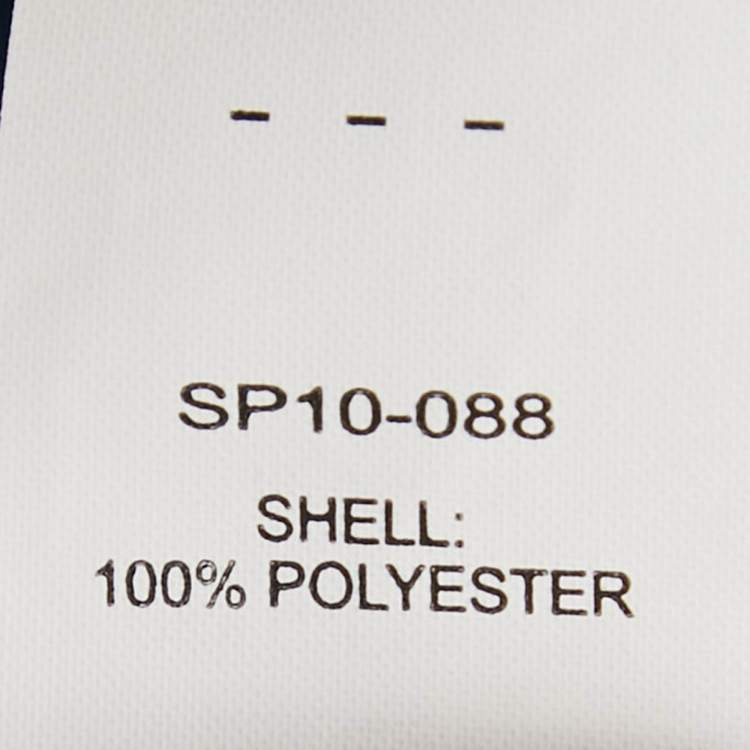 - - -
SP10-088
SHELL:
100% POLYESTER